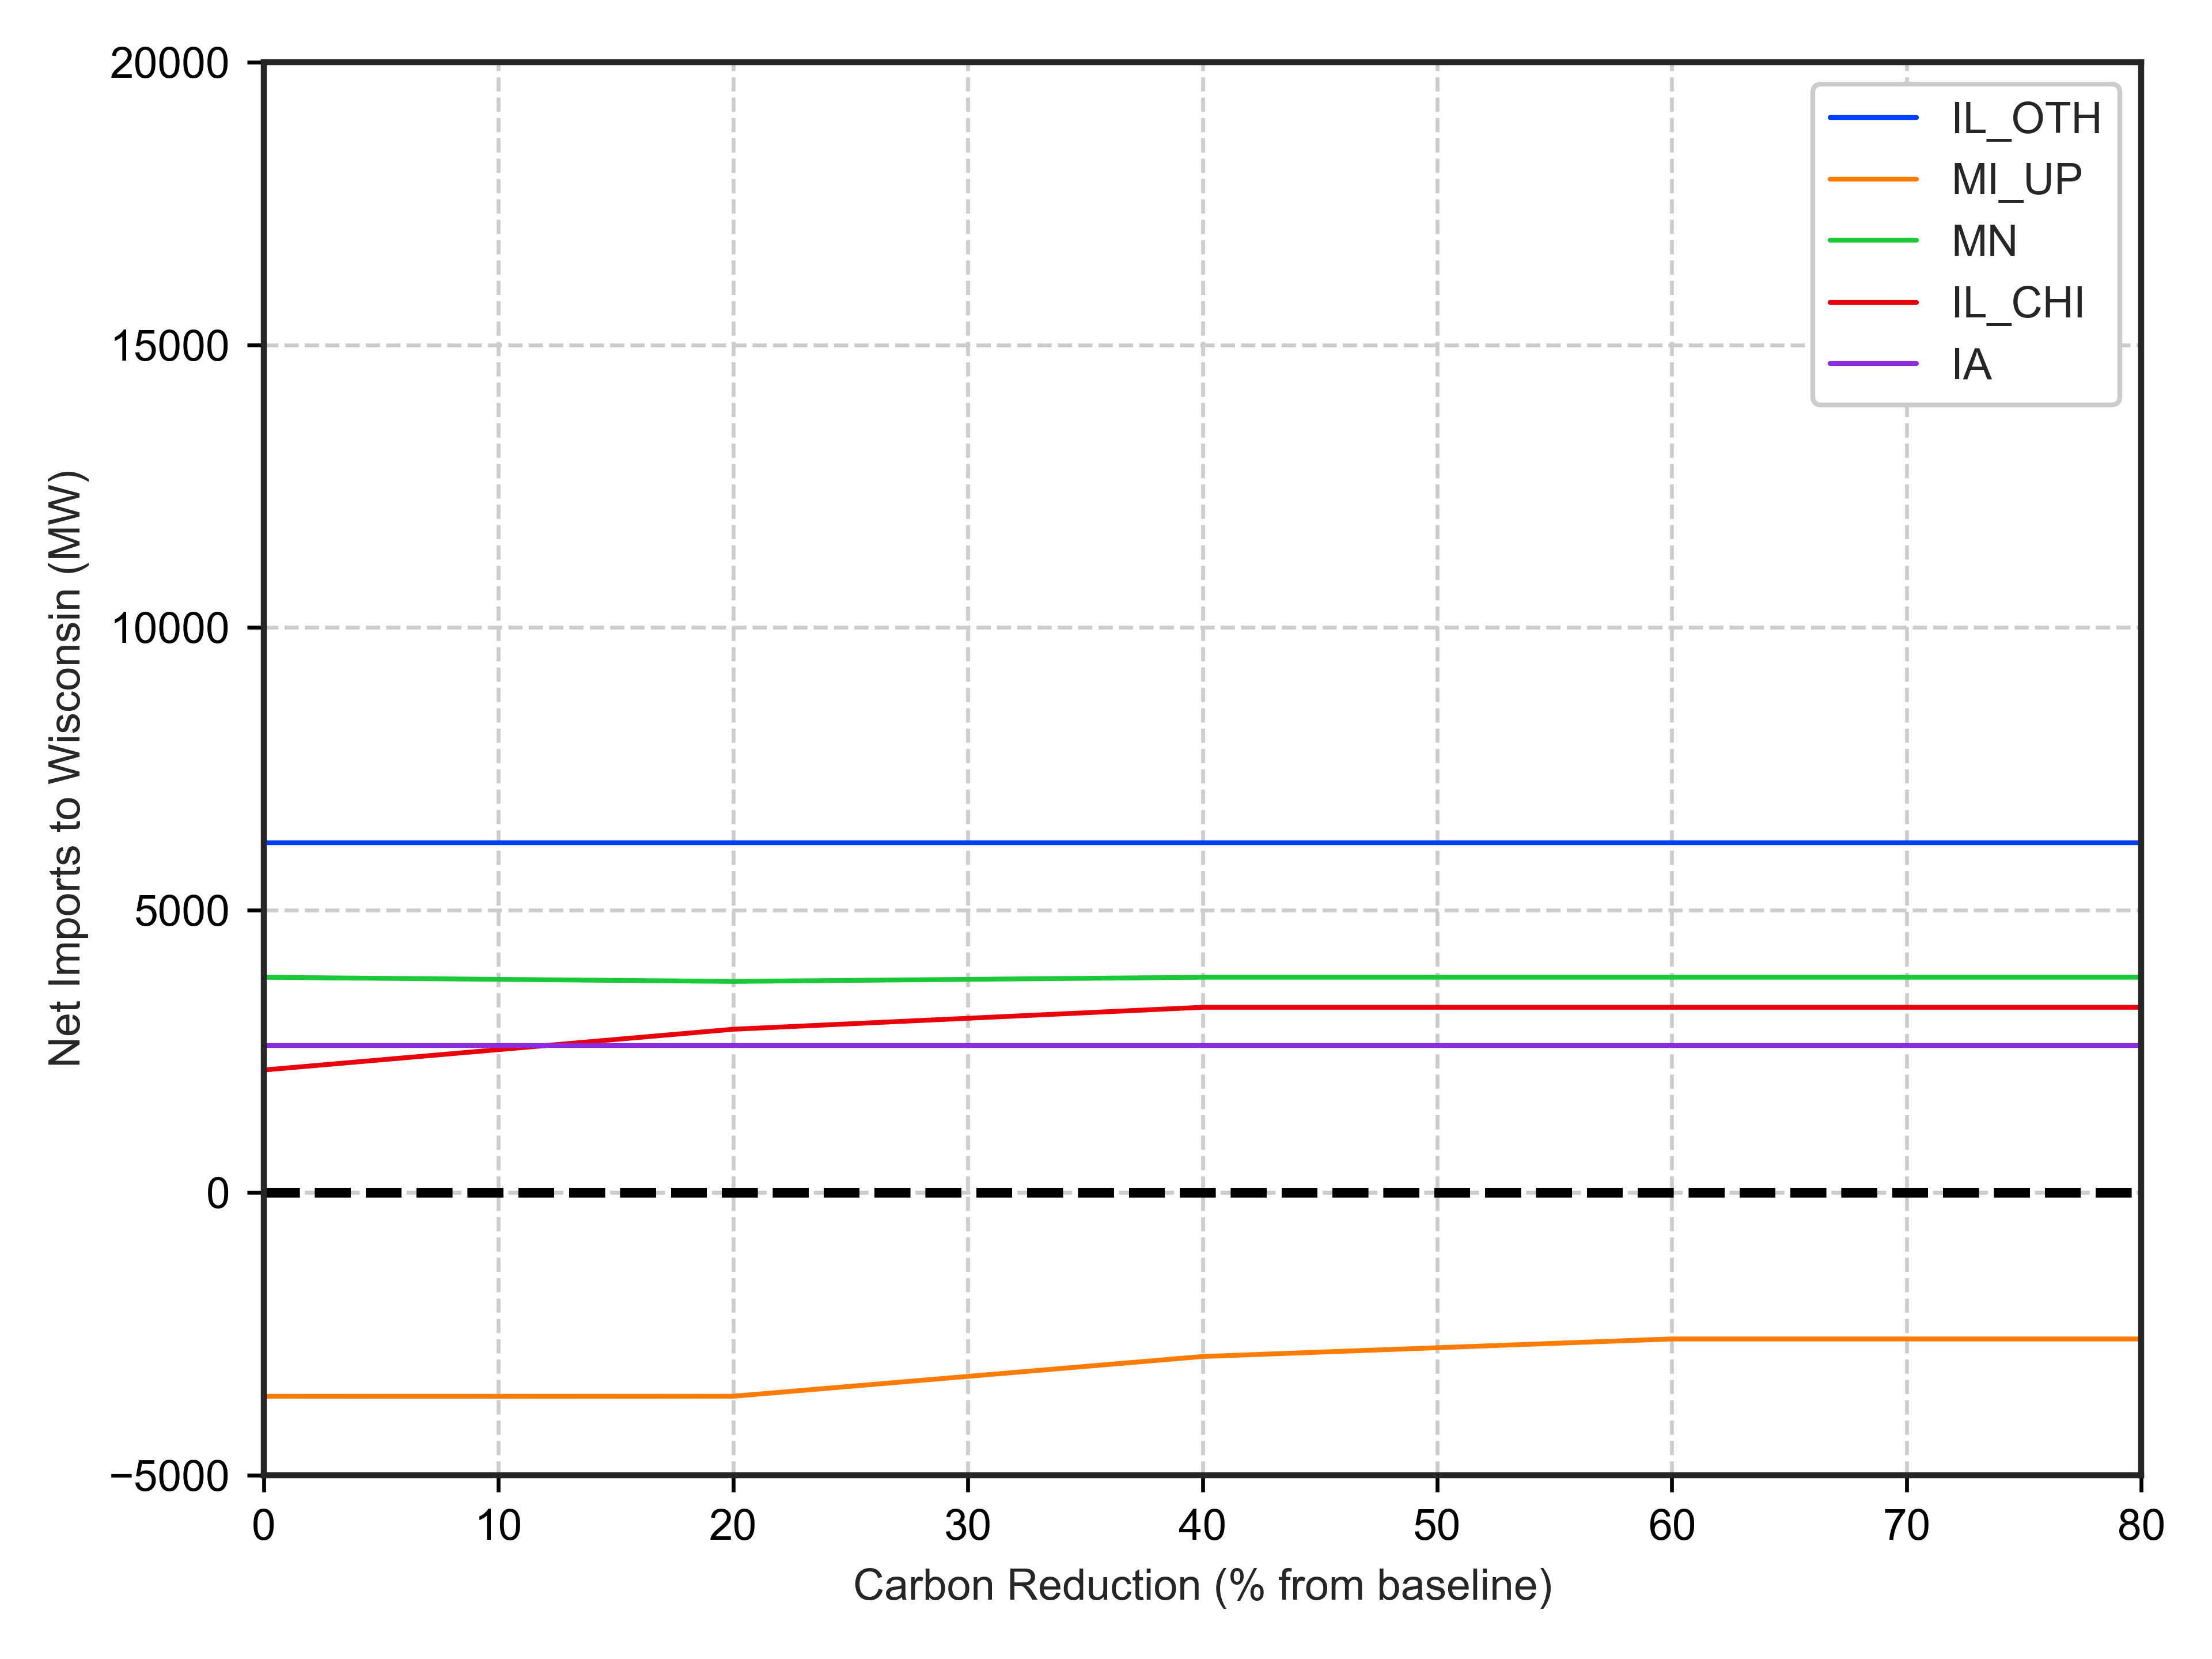 20000
15000
10000
5000
0
−5000
0 10 20 30 40 50 60 70 80
Net Imports to Wisconsin (MW)
Carbon Reduction (% from baseline)
IL_OTH
MI_UP
MN
IL_CHI
IA